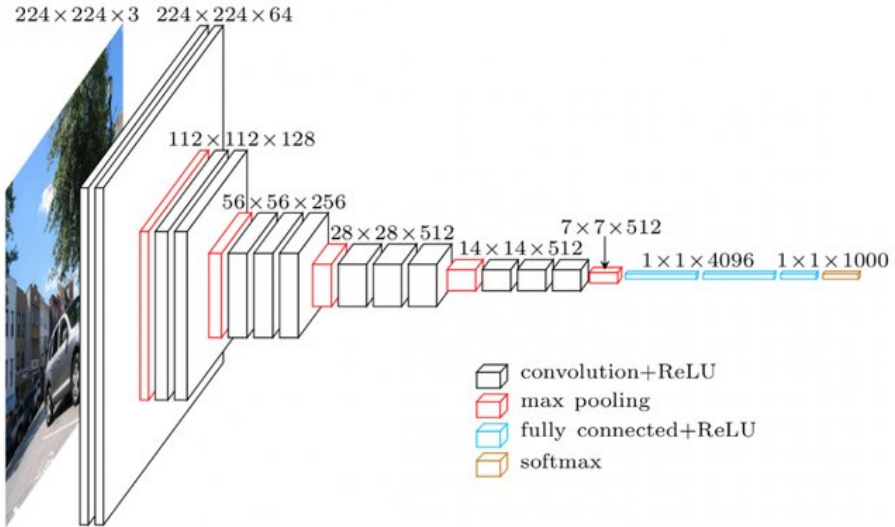 224×224×3
224×224×64
112×112×128
56×56×256
28×28×512
14×14×512
7×7×512
1×1×4096
1×1×1000
convolution+ReLU
max pooling
fully connected+ReLU
softmax